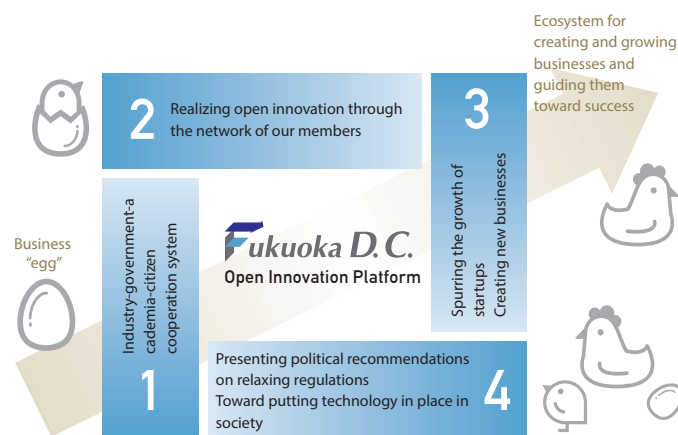 Ecosystem for
creating and growing
businesses and
guiding them
toward success
2
Realizing open innovation through
the network of our members
3
Spurring the growth of
startups
Creating new businesses
Business
“egg”
1
Industry-government-a
cademia-citizen
cooperation system
Fukuoka D.C.
Open Innovation Platform
Presenting political recommendations
on relaxing regulations
Toward putting technology in place in
society
4